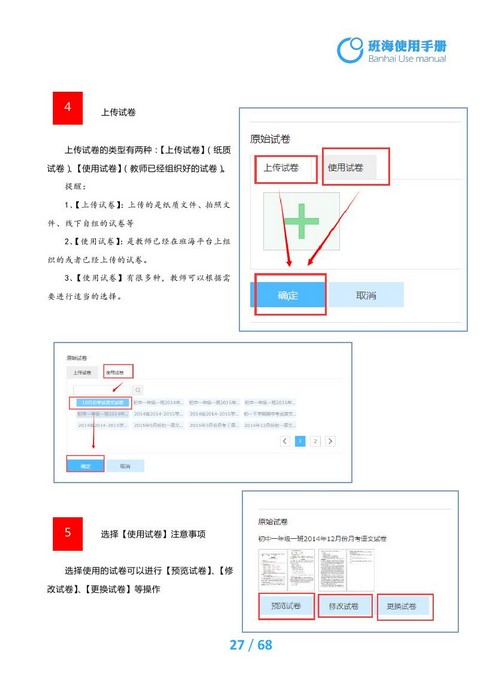 班海使用手册
Banhai Use manual
4
上传试卷
上传试卷的类型有两种：【上传试卷】（纸质
试卷）、【使用试卷】（教师已经组织好的试卷）。
提醒：
1、【上传试卷】：上传的是纸质文件、拍照文
件、线下自组的试卷等
2、【使用试卷】：是教师已经在班海平台上组
织的或者已经上传的试卷。
3、【使用试卷】有很多种，教师可以根据需
要进行适当的选择。
原始试卷
上传试卷
使用试卷
确定
取消
原始试卷
上传试卷
使用试卷
1
2
确定
取消
5
选择【使用试卷】注意事项
选择使用的试卷可以进行【预览试卷】、【修
改试卷】、【更换试卷】等操作
原始试卷
初中一年级一班2014年12月份月考语文试卷
预览试卷
修改试卷
更换试卷
27 / 68